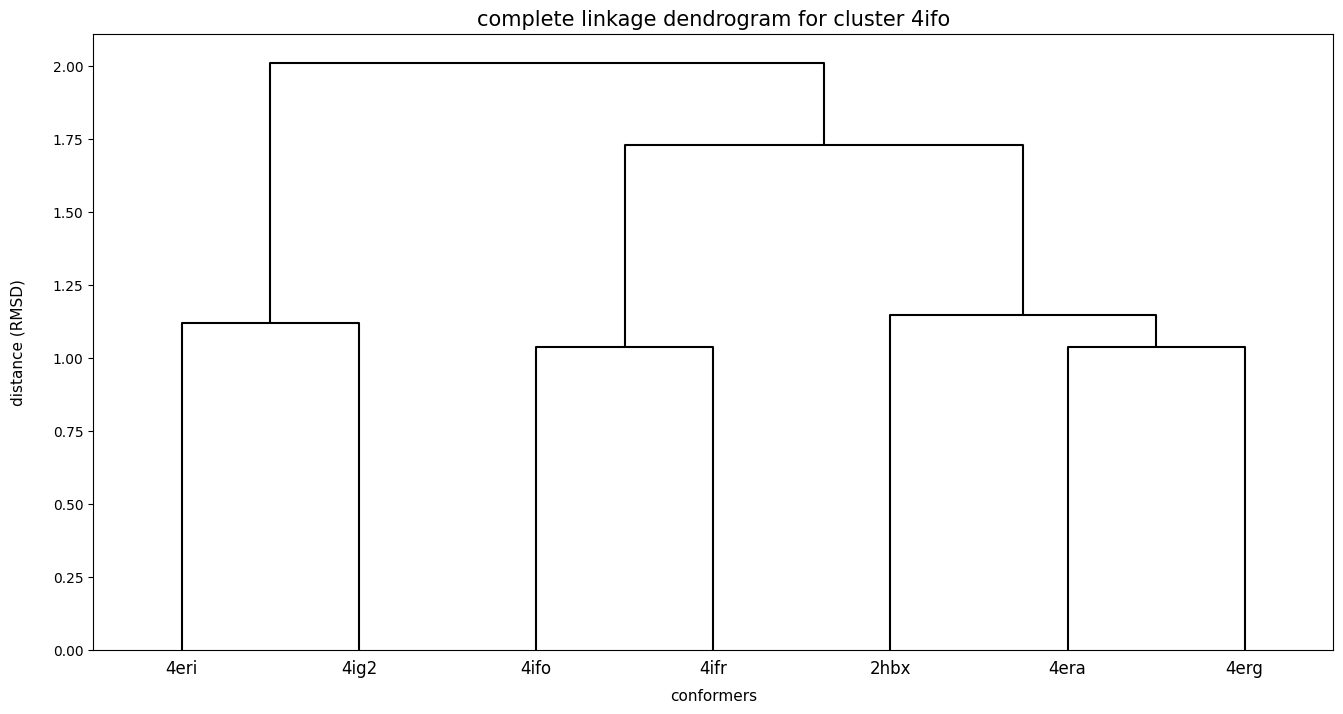 complete linkage dendrogram for cluster 4ifo
2.00
1.75
1.50
1.25
1.00
0.75
0.50
0.25
0.00
distance (RMSD)
4eri 4ig2 4ifo 4ifr 2hbx 4era 4erg
conformers